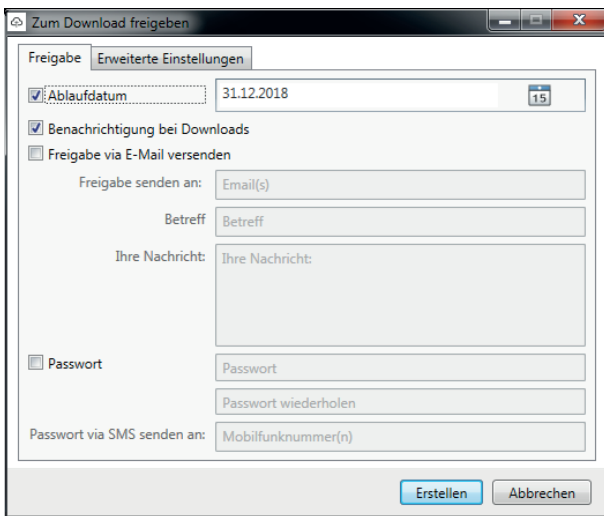 Zum Download freigeben
Freigabe Erweiterte Einstellungen
Ablaufdatum 31.12.2018 15
Benachrichtigung bei Downloads
Freigabe via E-Mail versenden
Freigabe senden an: Email(s)
Betreff Betreff
Ihre Nachricht: Ihre Nachricht:
Passwort Passwort
Passwort wiederholen
Passwort via SMS senden an: Mobilfunknummer(n)
Erstellen Abbrechen